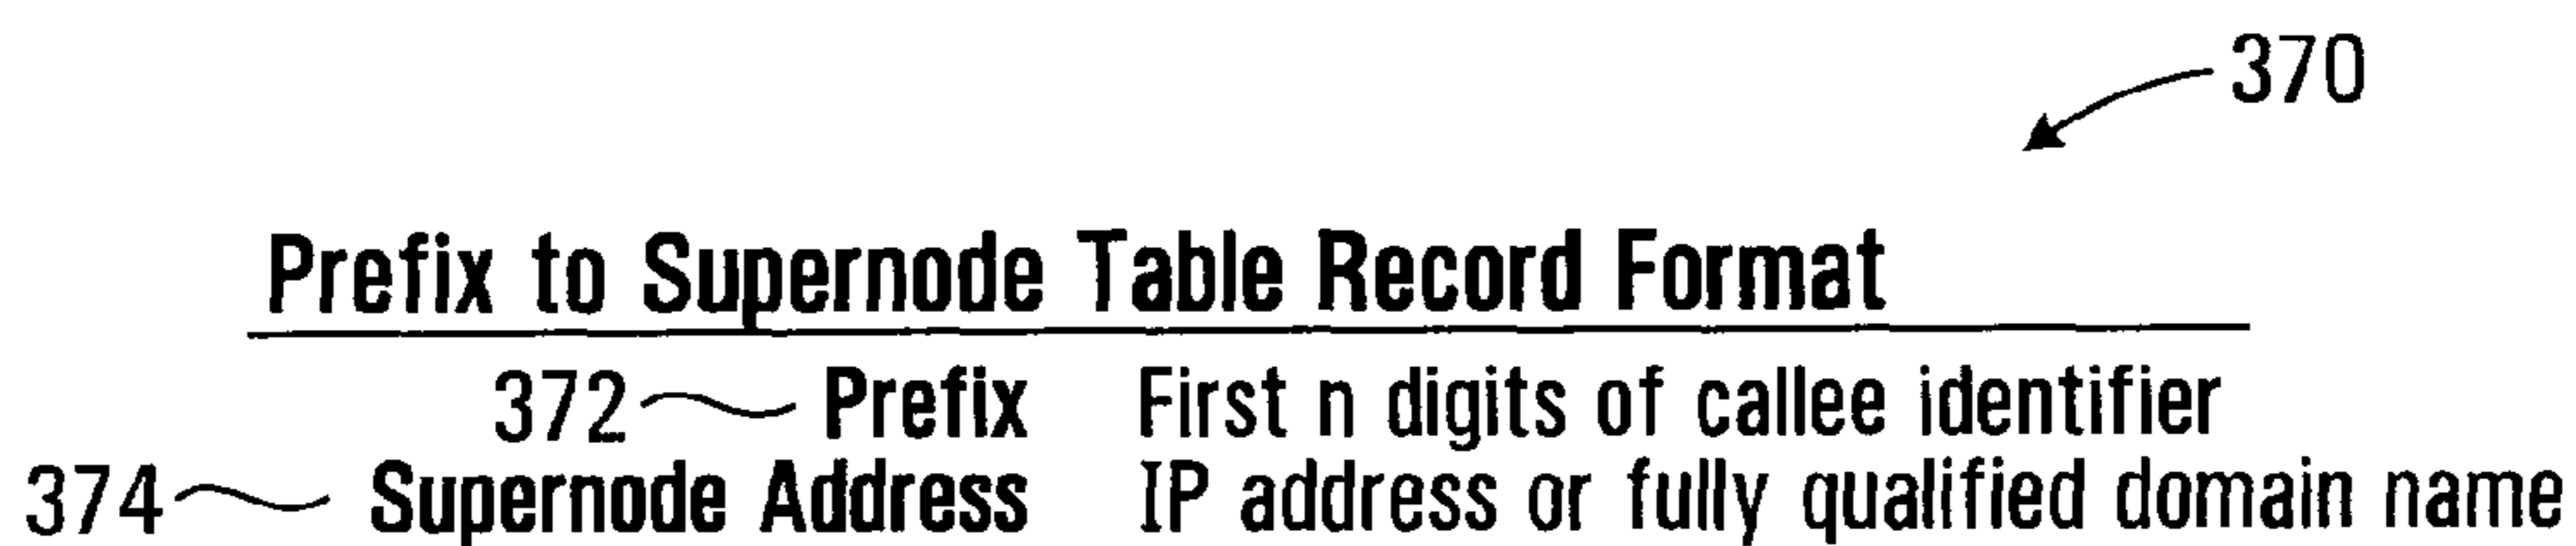 370
Prefix to Supernode Table Record Format
372 Prefix First n digits of callee identifier
374 Supernode Address IP address or fully qualified domain name